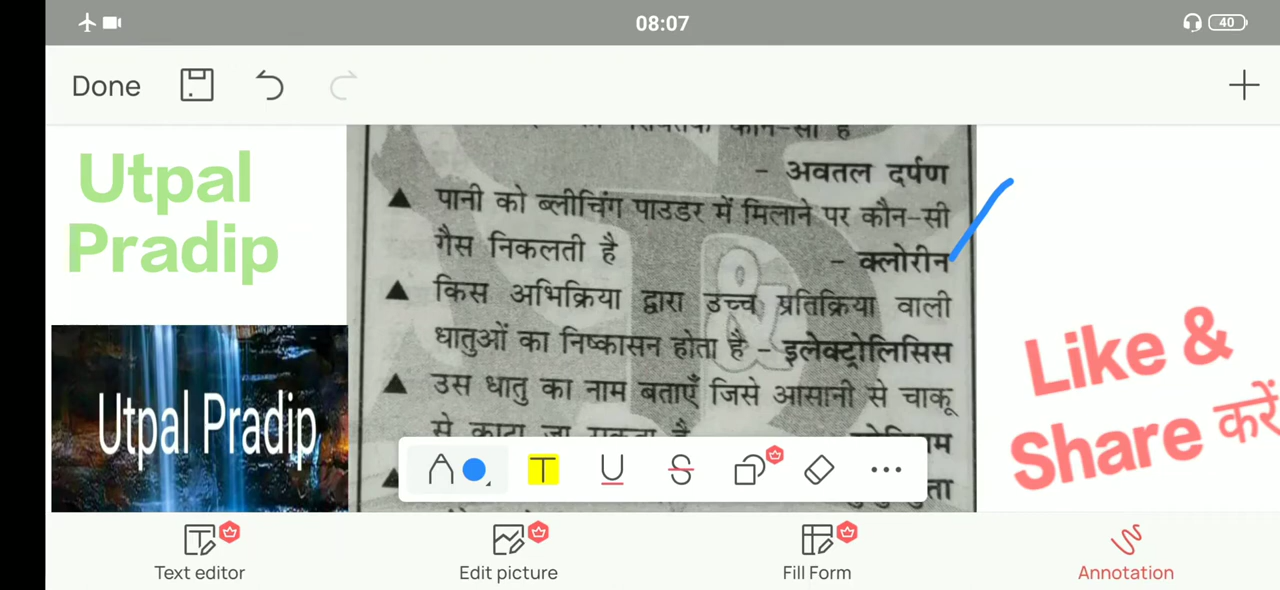 08:07
40
Done
Utpal
Pradip
– अवतल दर्पण
▲ पानी को ब्लीचिंग पाउडर में मिलाने पर कौन-सी
गैस निकलती है – क्लोरीन
▲ किस अभिक्रिया द्वारा उच्च प्रतिक्रिया वाली
धातुओं का निष्कासन होता है – इलेक्ट्रोलिसिस
▲ उस धातु का नाम बताएँ जिसे आसानी से चाकू
&
Utpal Pradip
Like &
Share करें
T
U
S
Text editor
Edit picture
Fill Form
Annotation